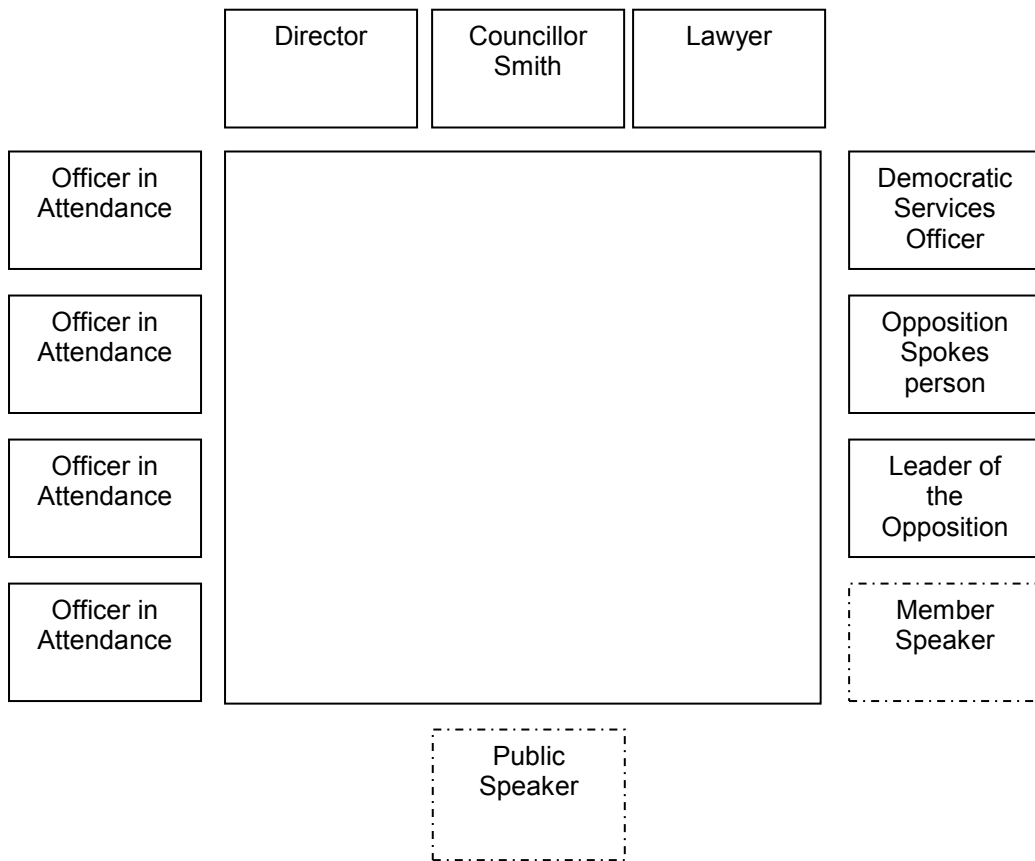 Director
Councillor
Smith
Lawyer
Officer in
Attendance
Democratic
Services
Officer
Officer in
Attendance
Opposition
Spokes
person
Officer in
Attendance
Leader of
the
Opposition
Officer in
Attendance
Member
Speaker
Public
Speaker